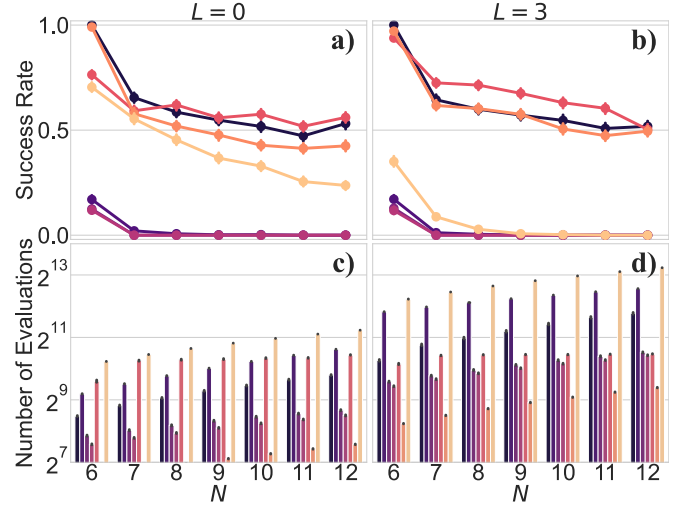 L = 0
L = 3
Success Rate
1.0
0.5
0.0
a)
b)
Number of Evaluations
2^13
2^11
2^9
2^7
c)
d)
6 7 8 9 10 11 12
6 7 8 9 10 11 12
N
N